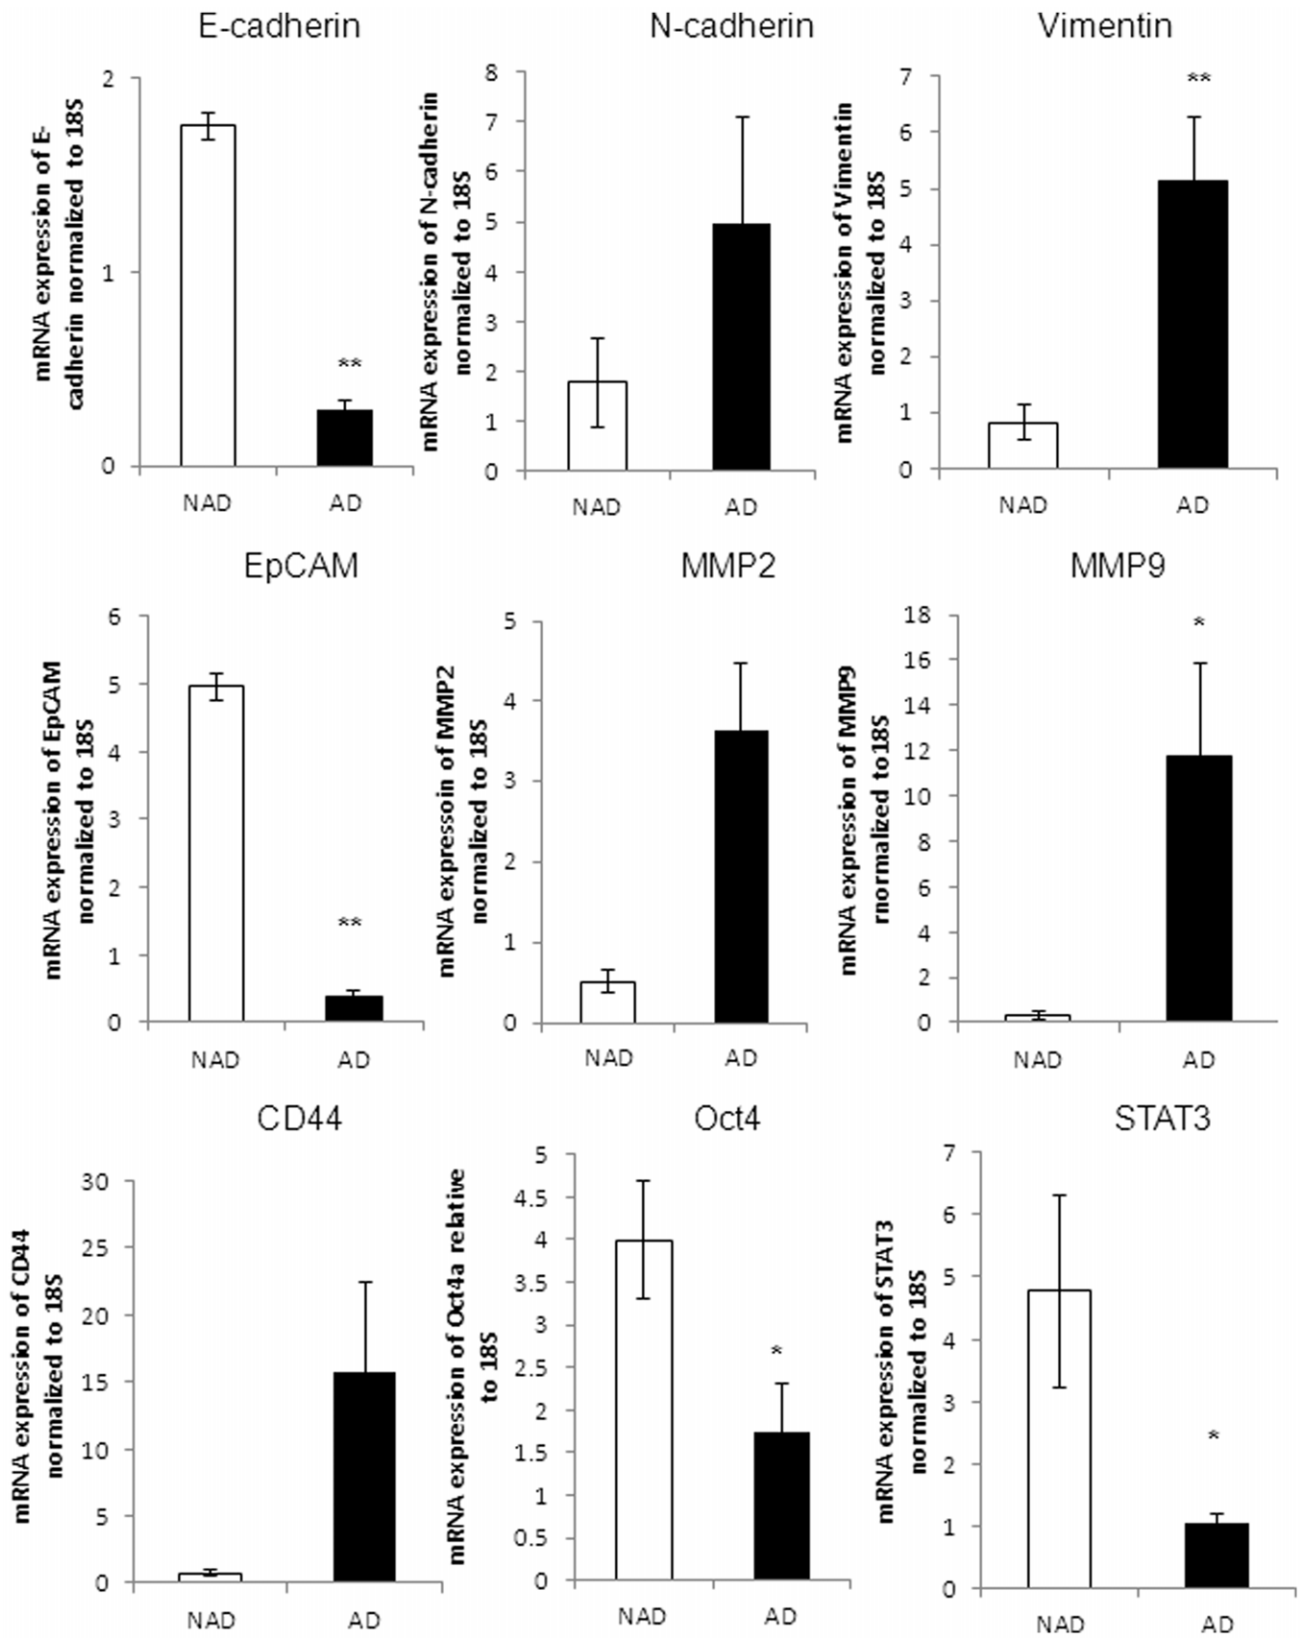 E-cadherin
mRNA expression of E-
cadherin normalized to 18S
2
1
0
**
NAD AD
N-cadherin
mRNA expression of N-cadherin
normalized to 18S
8
7
6
5
4
3
2
1
0
NAD AD
Vimentin
mRNA expression of Vimentin
normalized to 18S
7
6
5
4
3
2
1
0
**
NAD AD
EpCAM
mRNA expression of EpCAM
normalized to 18S
6
5
4
3
2
1
0
**
NAD AD
MMP2
mRNA expressoin of MMP2
normalized to 18S
5
4
3
2
1
0
NAD AD
MMP9
mRNA expression of MMP9
rnormalized to18S
18
16
14
12
10
8
6
4
2
0
*
NAD AD
CD44
mRNA expression of CD44
normalized to 18S
30
25
20
15
10
5
0
NAD AD
Oct4
mRNA expression of Oct4a relative
to 18S
5
4.5
4
3.5
3
2.5
2
1.5
1
0.5
0
*
NAD AD
STAT3
mRNA expression of STAT3
normalized to 18S
7
6
5
4
3
2
1
0
*
NAD AD